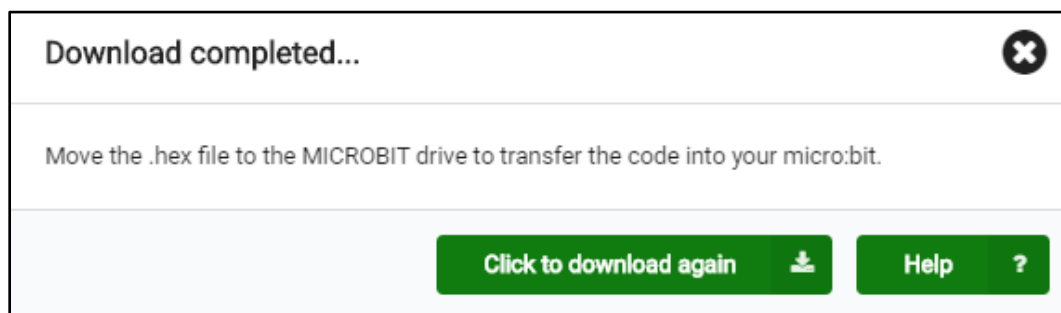 Download completed...
Move the .hex file to the MICROBIT drive to transfer the code into your micro:bit.
Click to download again
Help ?